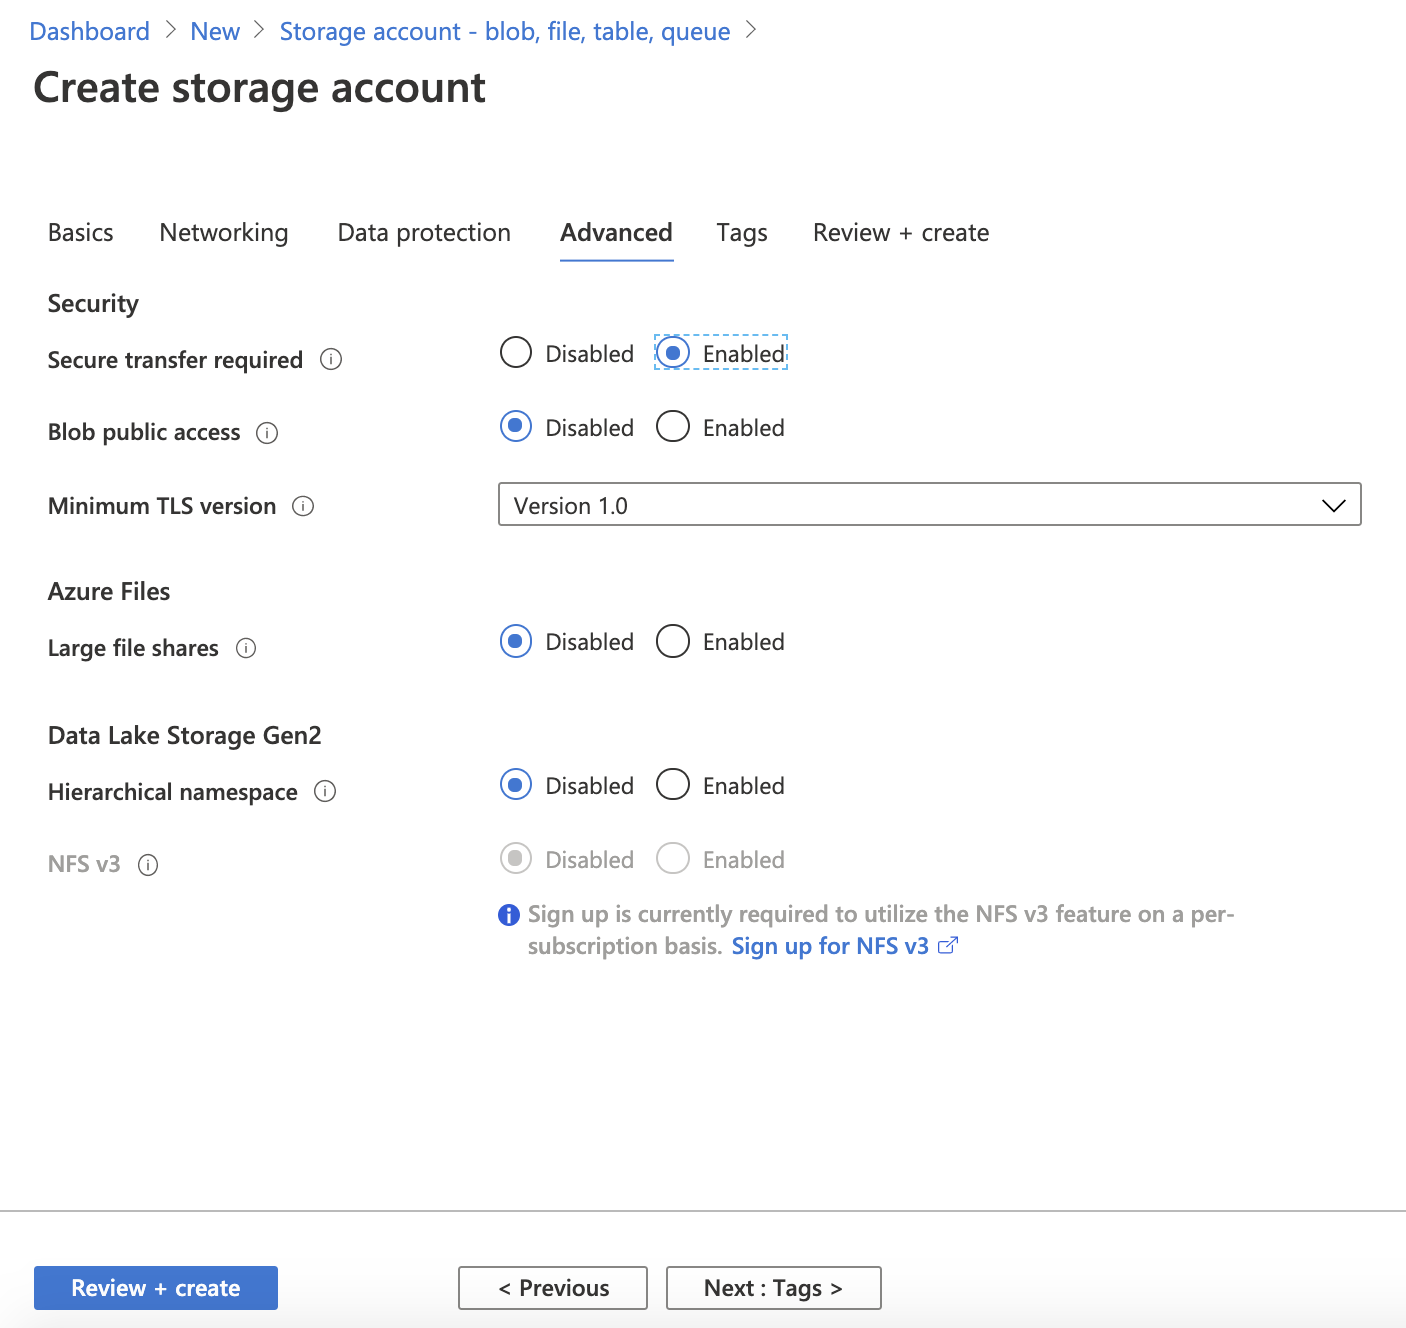 Dashboard > New > Storage account - blob, file, table, queue >
Create storage account
Basics Networking Data protection Advanced Tags Review + create
Security
Secure transfer required Disabled Enabled
Blob public access Disabled Enabled
Minimum TLS version Version 1.0
Azure Files
Large file shares Disabled Enabled
Data Lake Storage Gen2
Hierarchical namespace Disabled Enabled
NFS v3 Disabled Enabled
Sign up is currently required to utilize the NFS v3 feature on a per-
subscription basis. Sign up for NFS v3
Review + create < Previous Next : Tags >